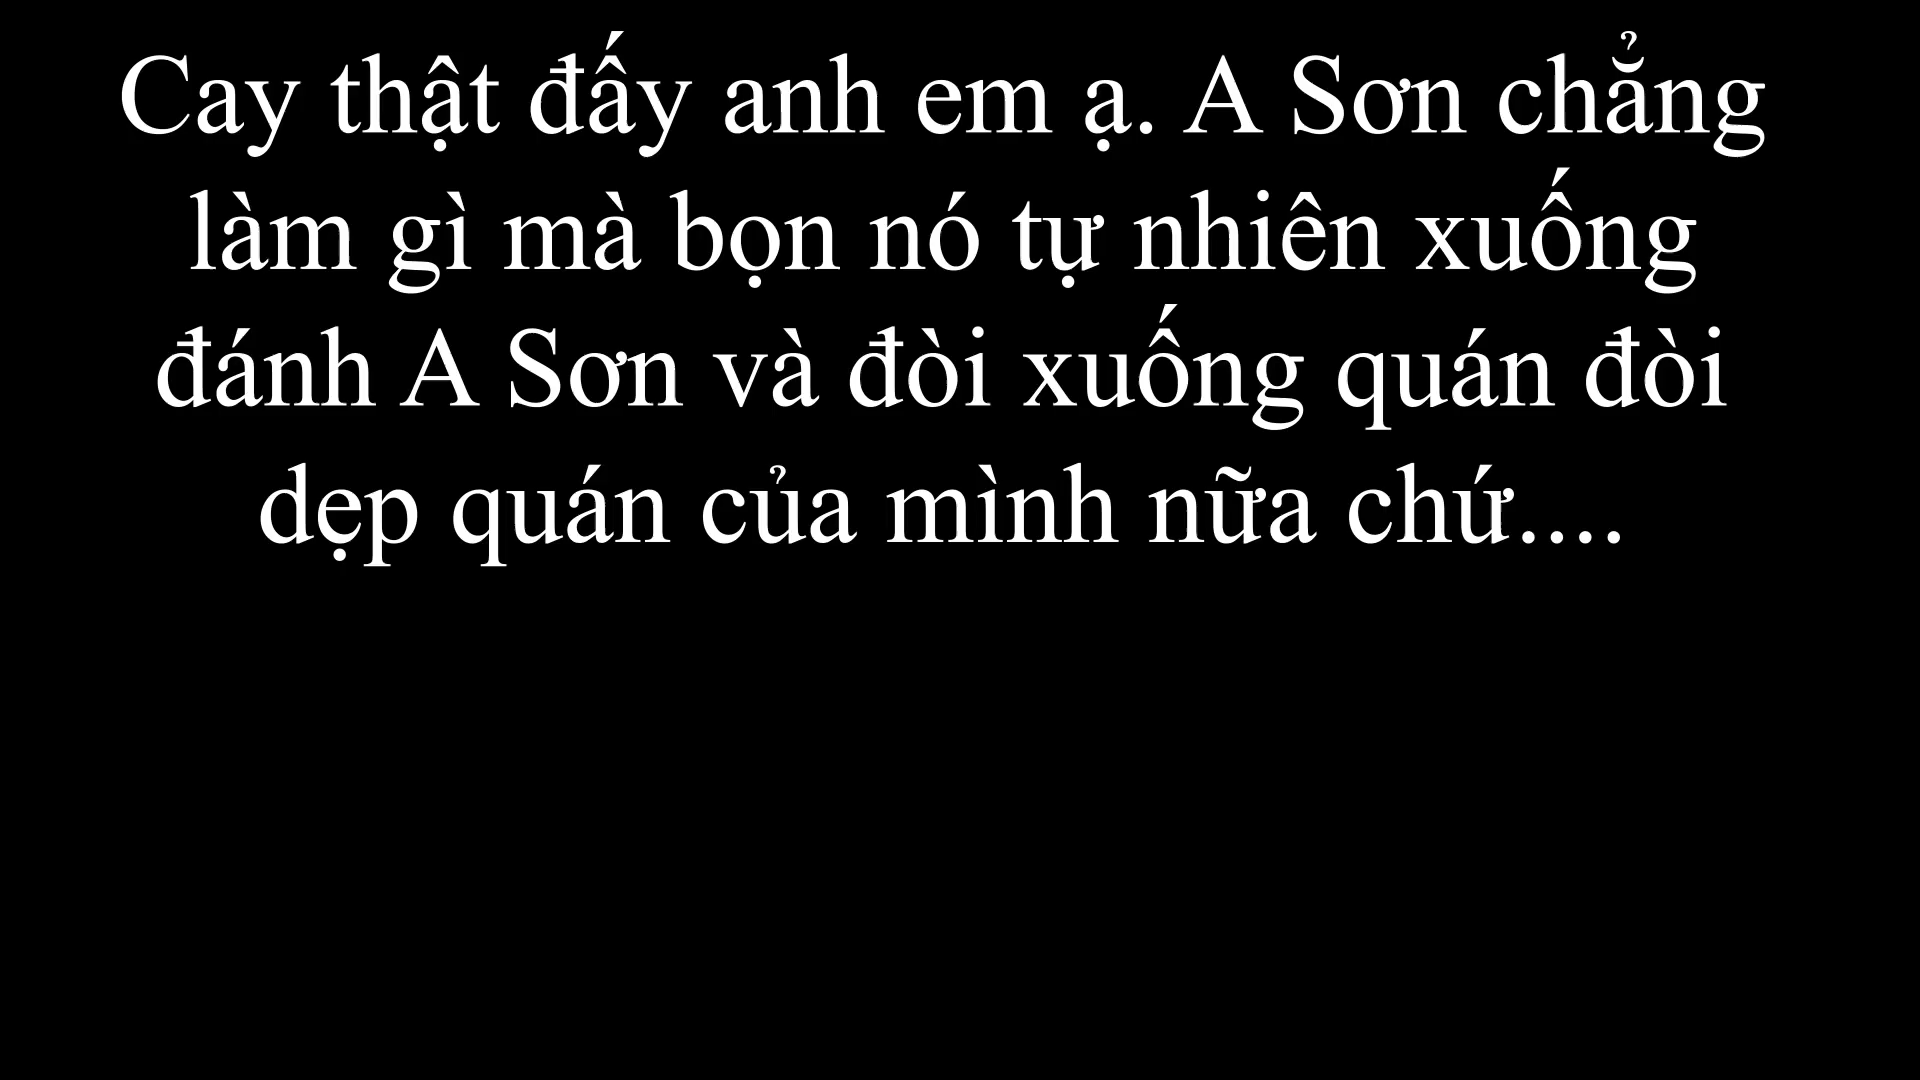 Cay thật đấy anh em ạ. A Sơn chẳng
làm gì mà bọn nó tự nhiên xuống
đánh A Sơn và đòi xuống quán đòi
dẹp quán của mình nữa chứ....